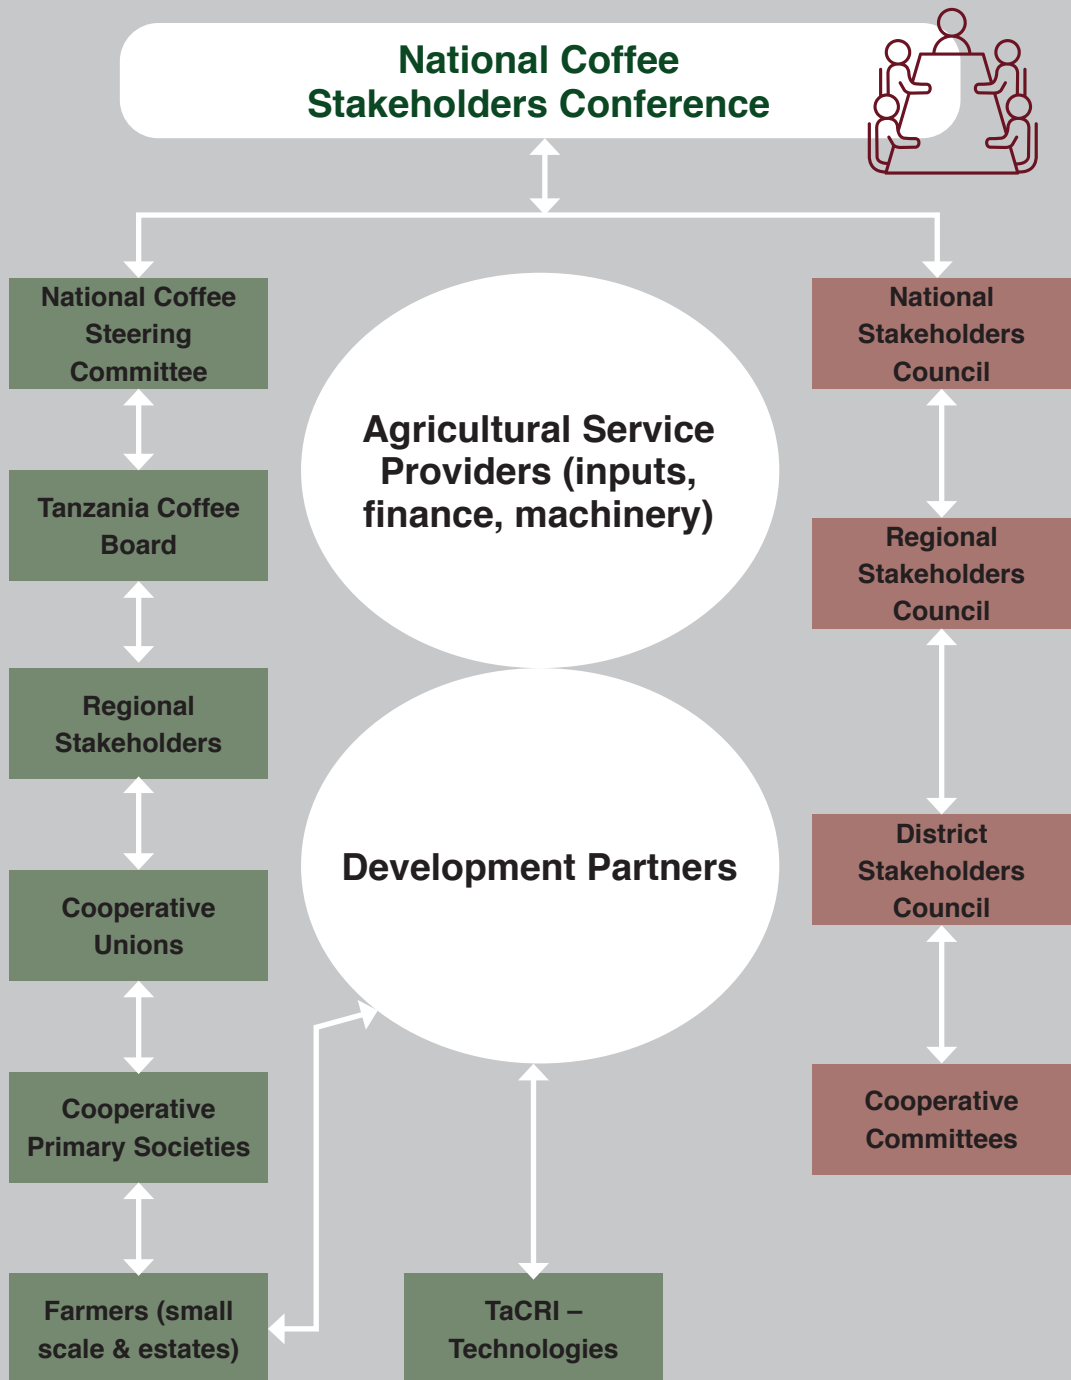 National Coffee
Stakeholders Conference
National Coffee
Steering
Committee
Tanzania Coffee
Board
Regional
Stakeholders
Cooperative
Unions
Cooperative
Primary Societies
Farmers (small
scale & estates)
Agricultural Service
Providers (inputs,
finance, machinery)
Development Partners
TaCRI –
Technologies
National
Stakeholders
Council
Regional
Stakeholders
Council
District
Stakeholders
Council
Cooperative
Committees